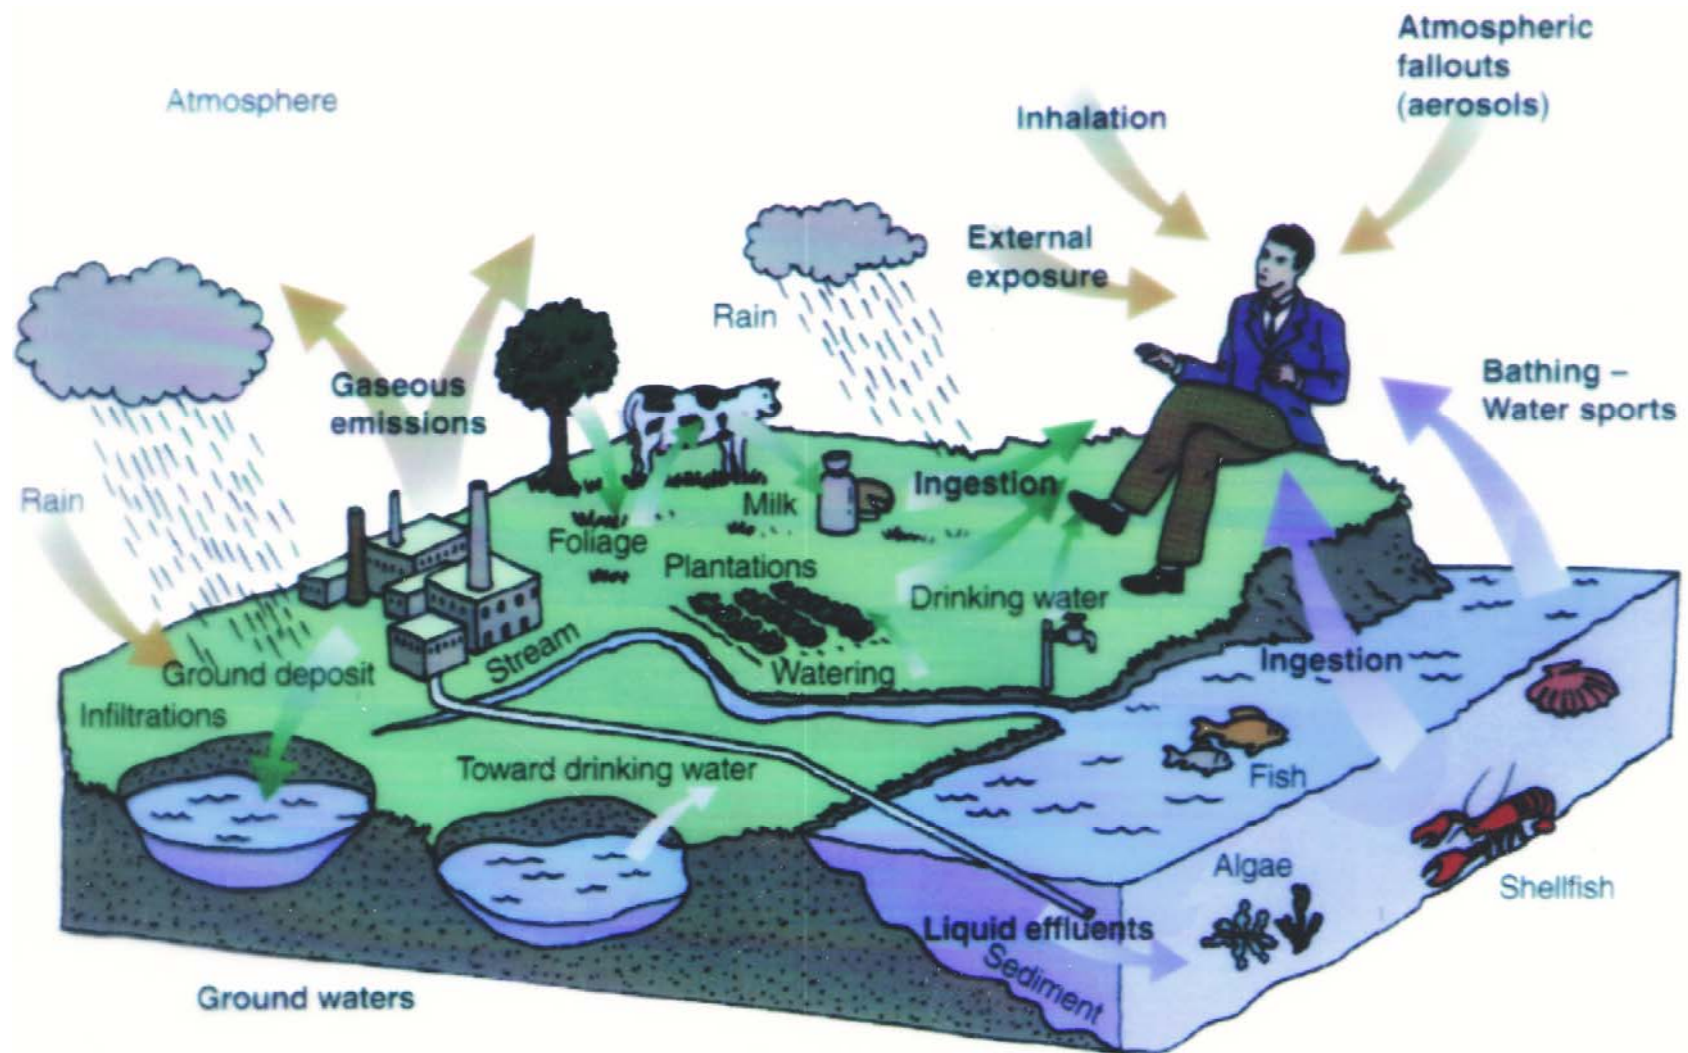 Atmosphere
Atmospheric
fallouts
(aerosols)
Inhalation
External
exposure
Rain
Gaseous
emissions
Bathing –
Water sports
Rain
Milk
Ingestion
Foliage
Plantations
Drinking water
Stream
Watering
Ingestion
Ground deposit
Infiltrations
Toward drinking water
Fish
Algae
Shellfish
Liquid effluents
Sediment
Ground waters